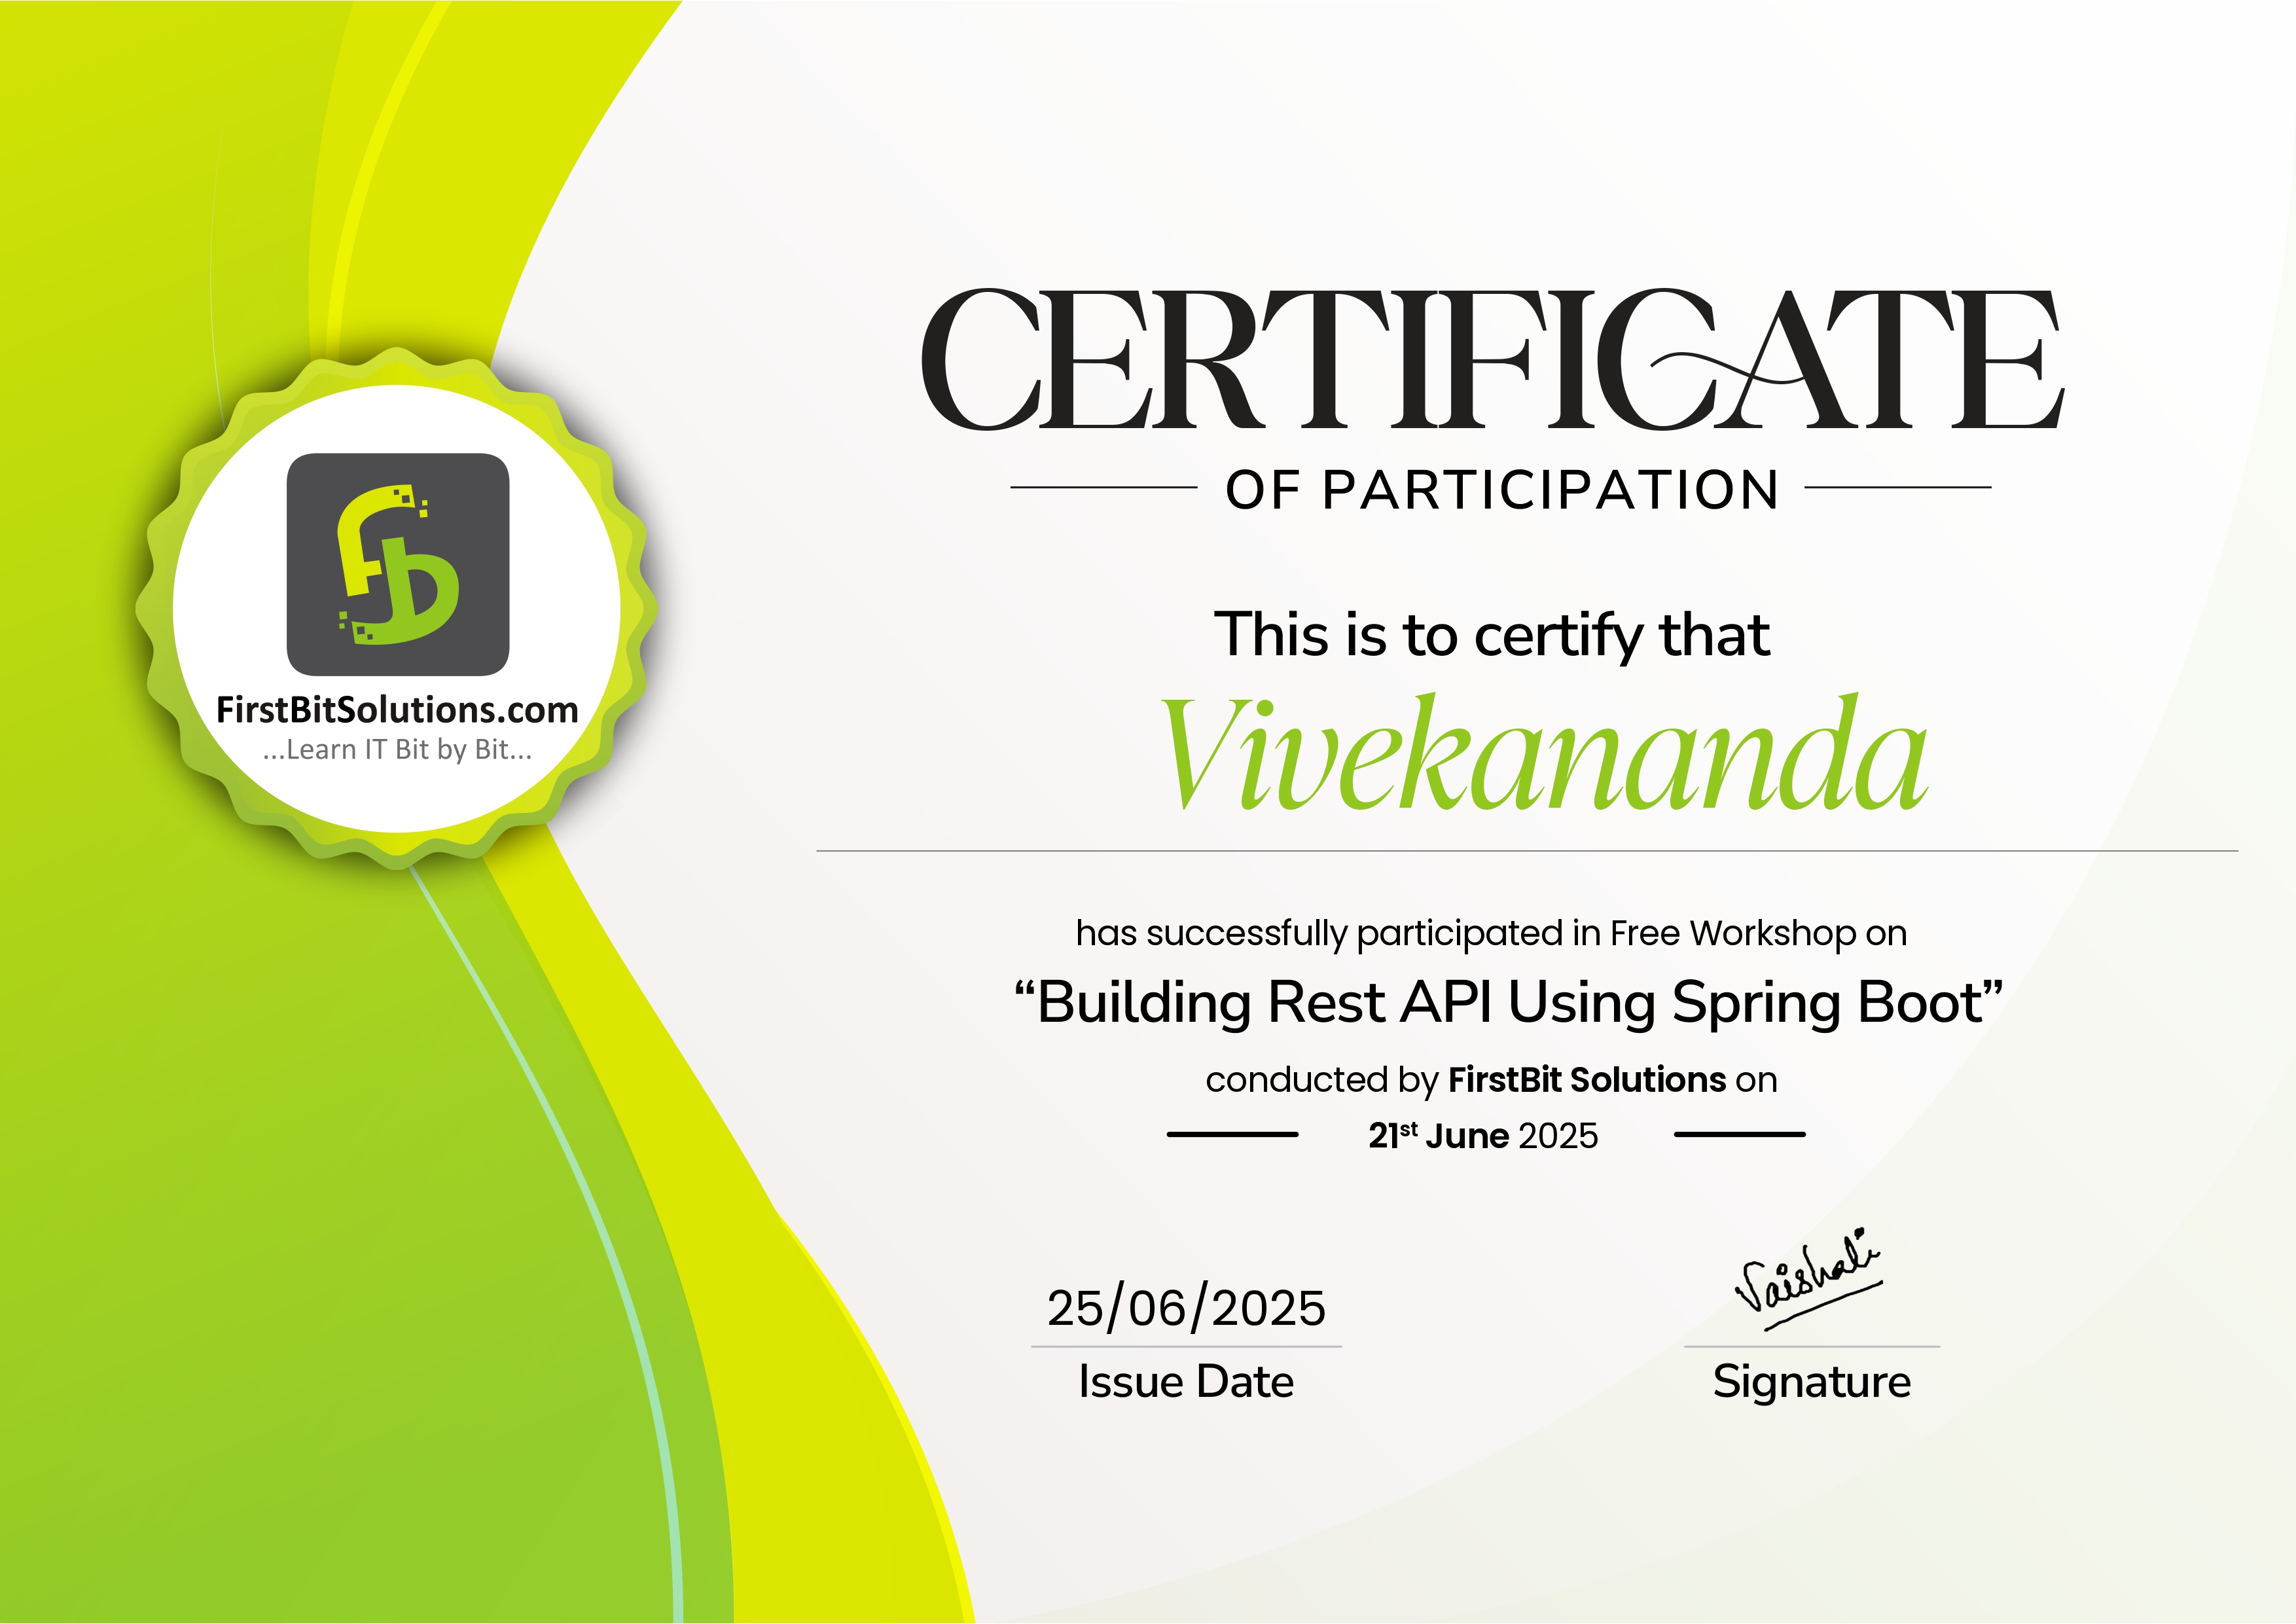 CERTIFICATE
OF PARTICIPATION
This is to certify that
Vivekananda
has successfully participated in Free Workshop on
“Building Rest API Using Spring Boot”
conducted by FirstBit Solutions on
21st June 2025
25/06/2025
Issue Date
Vaishali
Signature
fb
FirstBitSolutions.com
...Learn IT Bit by Bit...